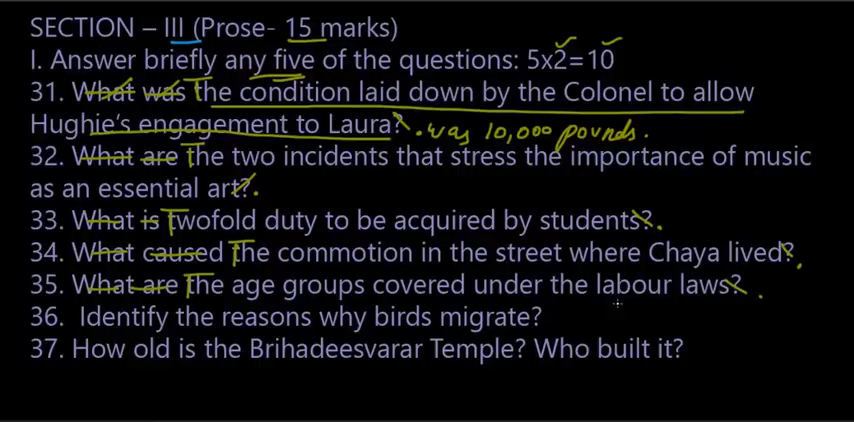 SECTION – III (Prose- 15 marks)
I. Answer briefly any five of the questions: 5x2=10
31. What was The condition laid down by the Colonel to allow
Hughie's engagement to Laura? . was 10,000 pounds.
32. What are The two incidents that stress the importance of music
as an essential art? .
33. What is Twofold duty to be acquired by students? .
34. What caused The commotion in the street where Chaya lived? .
35. What are The age groups covered under the labour laws? .
36. Identify the reasons why birds migrate?
37. How old is the Brihadeesvarar Temple? Who built it?